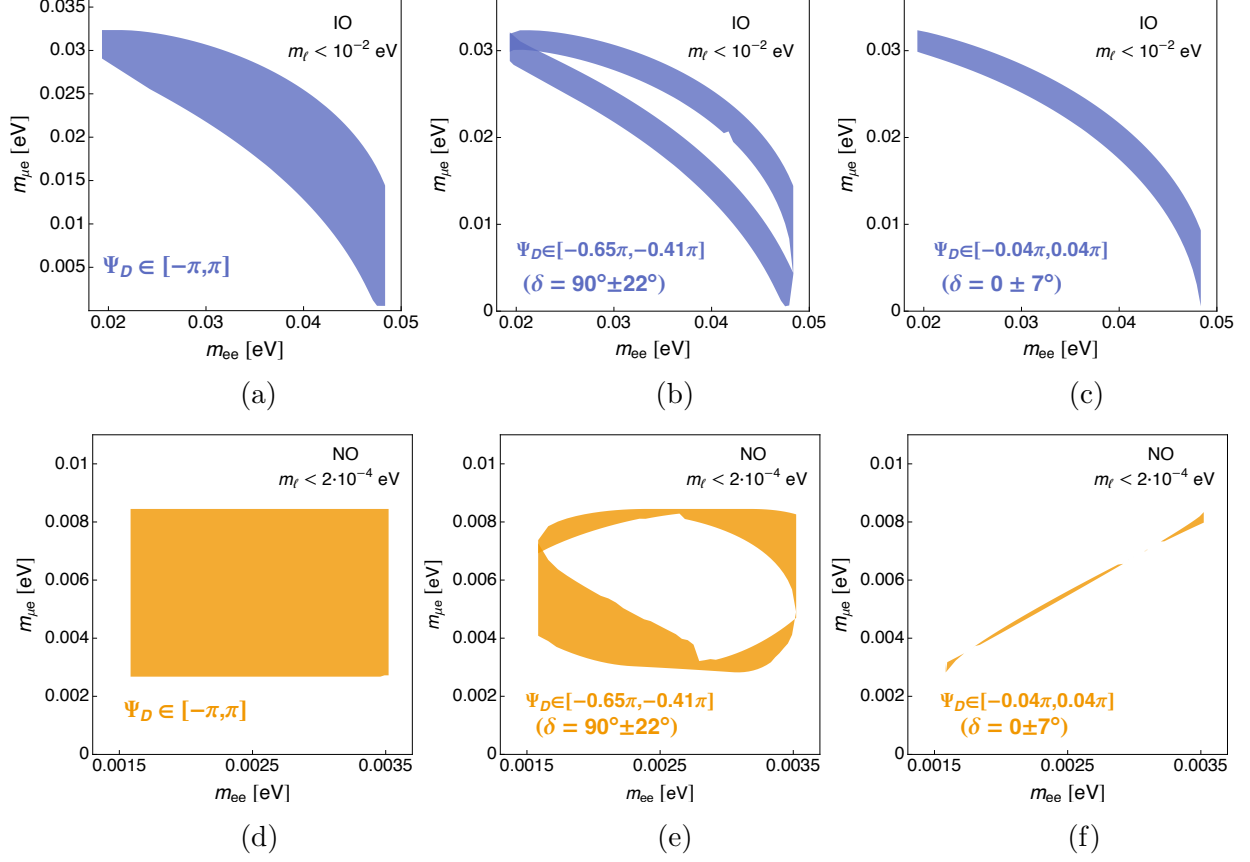 0.035
0.03
0.025
0.02
0.015
0.01
0.005
m_μe [eV]
IO
m_ℓ < 10⁻² eV
Ψ_D ∈ [-π,π]
0.02 0.03 0.04 0.05
m_ee [eV]
(a)
0.03
0.02
0.01
0
m_μe [eV]
IO
m_ℓ < 10⁻² eV
Ψ_D∈[-0.65π,-0.41π]
(δ = 90°±22°)
0.02 0.03 0.04 0.05
m_ee [eV]
(b)
0.03
0.02
0.01
0
m_μe [eV]
IO
m_ℓ < 10⁻² eV
Ψ_D∈[-0.04π,0.04π]
(δ = 0 ± 7°)
0.02 0.03 0.04 0.05
m_ee [eV]
(c)
0.01
0.008
0.006
0.004
0.002
0
m_μe [eV]
NO
m_ℓ < 2·10⁻⁴ eV
Ψ_D ∈ [-π,π]
0.0015 0.0025 0.0035
m_ee [eV]
(d)
0.01
0.008
0.006
0.004
0.002
0
m_μe [eV]
NO
m_ℓ < 2·10⁻⁴ eV
Ψ_D∈[-0.65π,-0.41π]
(δ = 90°±22°)
0.0015 0.0025 0.0035
m_ee [eV]
(e)
0.01
0.008
0.006
0.004
0.002
0
m_μe [eV]
NO
m_ℓ < 2·10⁻⁴ eV
Ψ_D∈[-0.04π,0.04π]
(δ = 0±7°)
0.0015 0.0025 0.0035
m_ee [eV]
(f)